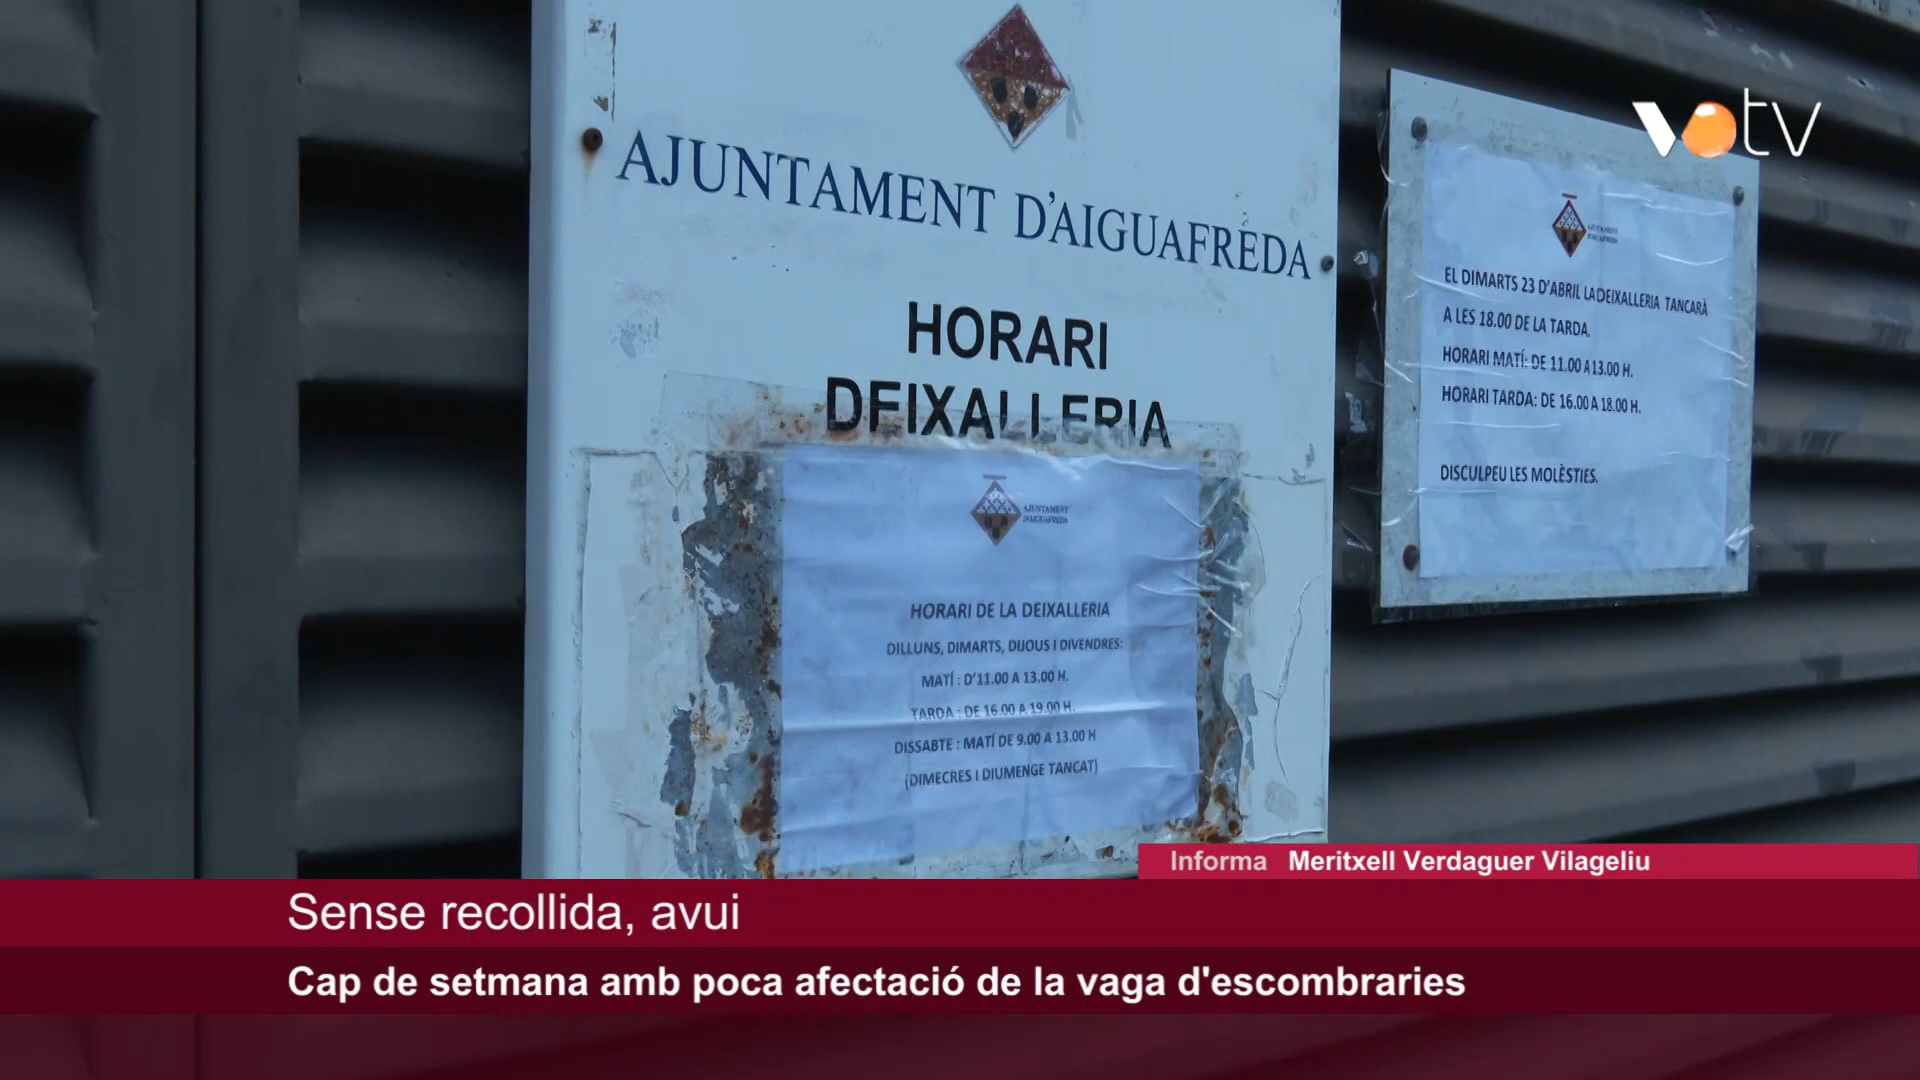 AJUNTAMENT D'AIGUAFREDA
HORARI
DEIXALLERIA
AJUNTAMENT
D'AIGUAFREDA
HORARI DE LA DEIXALLERIA
DILLUNS, DIMARTS, DIJOUS I DIVENDRES:
MATÍ : D'11.00 A 13.00 H.
TARDA : DE 16.00 A 19.00 H.
DISSABTE : MATÍ DE 9.00 A 13.00 H
(DIMECRES I DIUMENGE TANCAT)
votv
AJUNTAMENT
D'AIGUAFREDA
EL DIMARTS 23 D'ABRIL LA DEIXALLERIA TANCARÀ
A LES 18.00 DE LA TARDA.
HORARI MATÍ: DE 11.00 A 13.00 H.
HORARI TARDA: DE 16.00 A 18.00 H.
DISCULPEU LES MOLÈSTIES.
Informa Meritxell Verdaguer Vilageliu
Sense recollida, avui
Cap de setmana amb poca afectació de la vaga d'escombraries